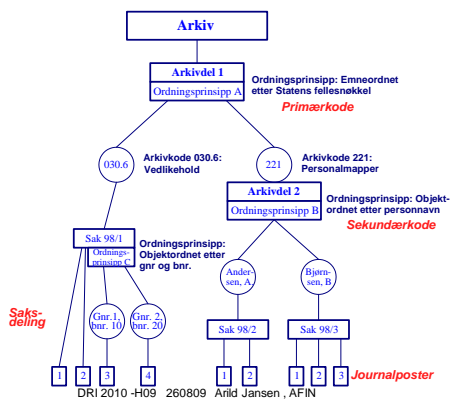 Arkiv
Arkivdel 1
Ordningsprinsipp A
Ordningsprinsipp: Emneordnet
etter Statens fellesnøkkel
Primærkode
030.6
Arkivkode 030.6:
Vedlikehold
221
Arkivkode 221:
Personalmapper
Arkivdel 2
Ordningsprinsipp B
Ordningsprinsipp: Objekt-
ordnet etter personnavn
Sekundærkode
Sak 98/1
Ordnings-
prinsipp C
Ordningsprinsipp:
Objektordnet etter
gnr og bnr.
Ander-
sen, A.
Bjørn-
sen, B
Saks-
deling
Gnr.1,
bnr. 10
Gnr. 2,
bnr. 20
Sak 98/2
Sak 98/3
1 2 3 4 1 2 1 2 3
Journalposter
DRI 2010 -H09 260809 Arild Jansen , AFIN